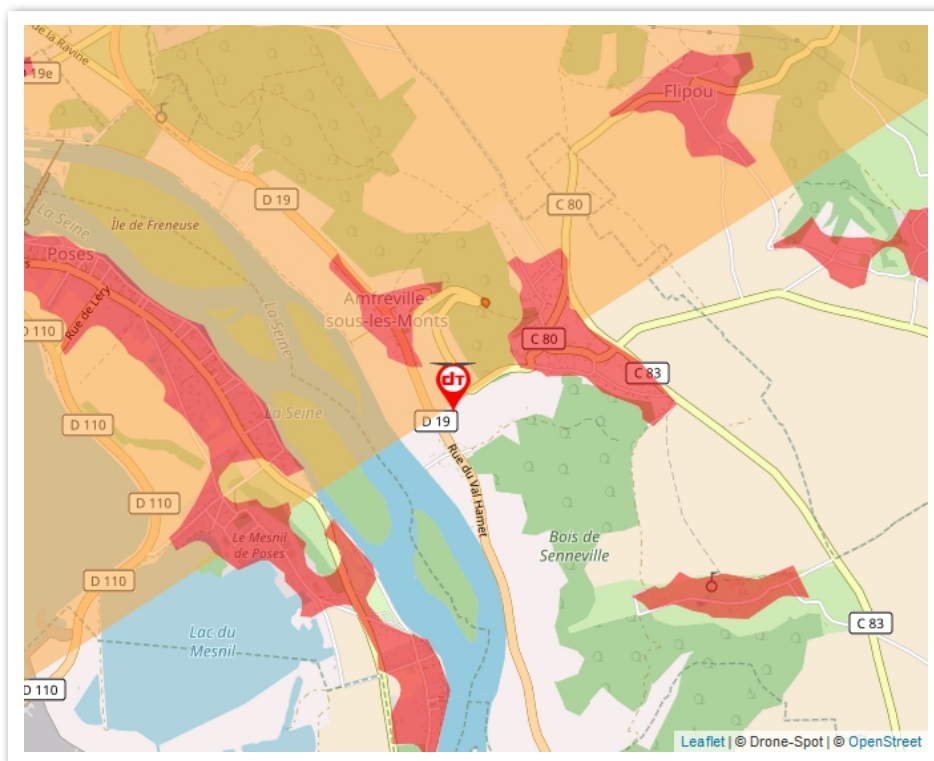 de la Ravine
19e
Flipou
C 80
D 19
La Seine
Île de Freneuse
Poses
Rue de Léry
D 110
La Seine
Amfreville
sous-les-Monts
C 80
C 83
dT
D 19
La Seine
D 110
Rue du Val Hamet
D 110
Le Mesnil
de Poses
Bois de
Senneville
D 110
C 83
Lac du
Mesnil
D 110
Leaflet | © Drone-Spot | © OpenStreet